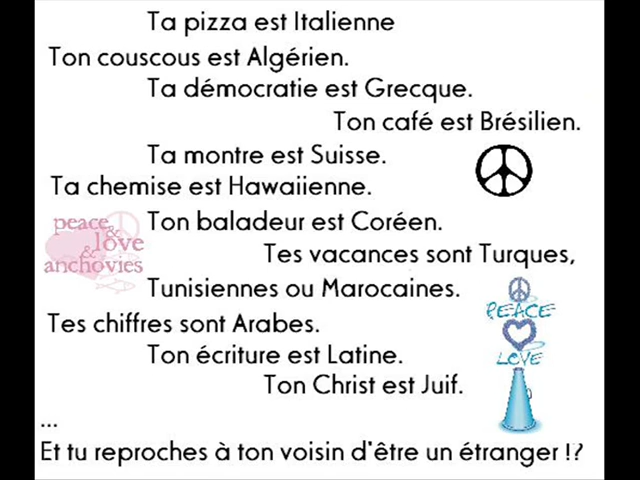 Ta pizza est Italienne
Ton couscous est Algérien.
Ta démocratie est Grecque.
Ton café est Brésilien.
Ta montre est Suisse.
Ta chemise est Hawaiienne.
Ton baladeur est Coréen.
peace
&
love
&
anchovies
Tes vacances sont Turques,
Tunisiennes ou Marocaines.
Tes chiffres sont Arabes.
PEACE
LOVE
Ton écriture est Latine.
Ton Christ est Juif.
...
Et tu reproches à ton voisin d'être un étranger !?